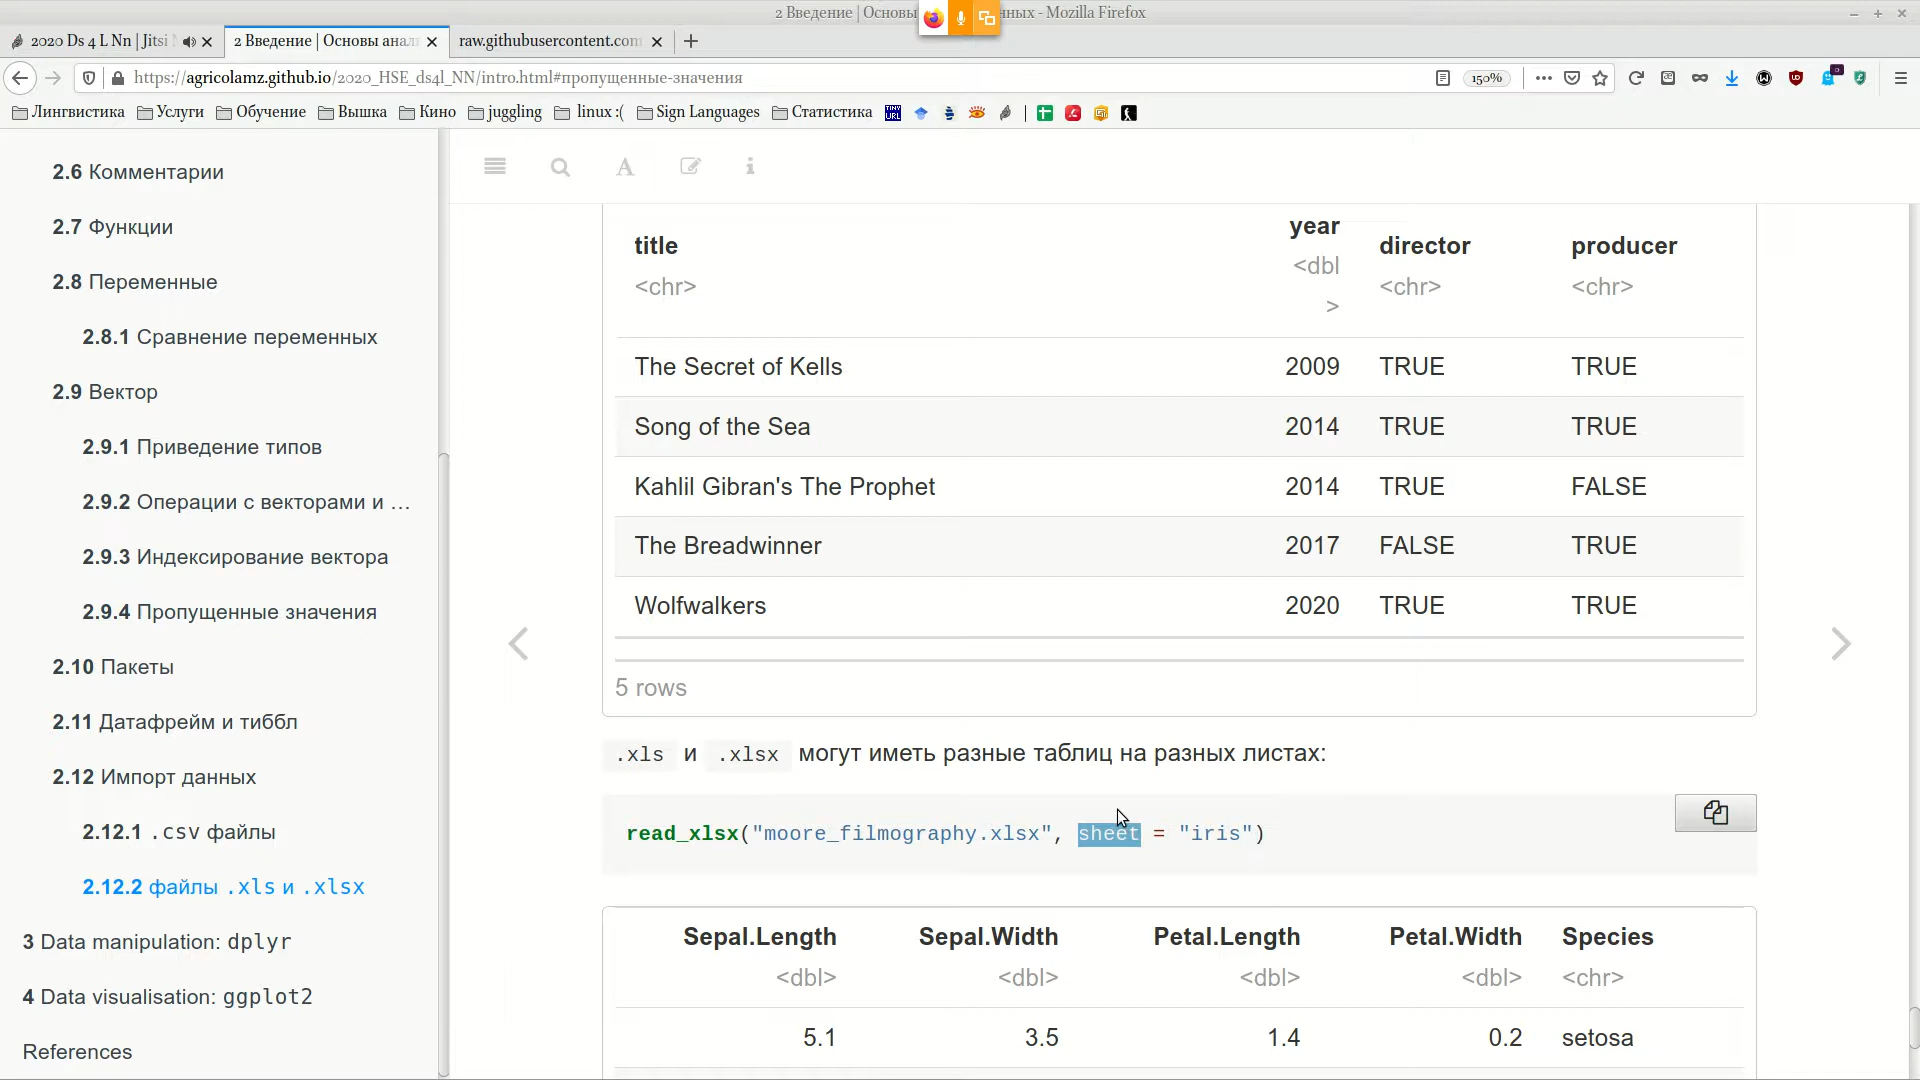 2 Введение | Основы
нных - Mozilla Firefox
2020 Ds 4 L Nn | Jitsi
2 Введение | Основы анал
raw.githubusercontent.com
https://agricolamz.github.io/2020_HSE_ds4l_NN/intro.html#пропущенные-значения
150%
Лингвистика
Услуги
Обучение
Вышка
Кино
juggling
linux :(
Sign Languages
Статистика
TINY
URL
2.6 Комментарии
2.7 Функции
2.8 Переменные
2.8.1 Сравнение переменных
2.9 Вектор
2.9.1 Приведение типов
2.9.2 Операции с векторами и …
2.9.3 Индексирование вектора
2.9.4 Пропущенные значения
2.10 Пакеты
2.11 Датафрейм и тиббл
2.12 Импорт данных
2.12.1 .csv файлы
2.12.2 файлы .xls и .xlsx
3 Data manipulation: dplyr
4 Data visualisation: ggplot2
References
title year director producer
<chr> <dbl> <chr> <chr>
The Secret of Kells 2009 TRUE TRUE
Song of the Sea 2014 TRUE TRUE
Kahlil Gibran's The Prophet 2014 TRUE FALSE
The Breadwinner 2017 FALSE TRUE
Wolfwalkers 2020 TRUE TRUE
5 rows
.xls и .xlsx могут иметь разные таблиц на разных листах:
read_xlsx("moore_filmography.xlsx", sheet = "iris")
Sepal.Length Sepal.Width Petal.Length Petal.Width Species
<dbl> <dbl> <dbl> <dbl> <chr>
5.1 3.5 1.4 0.2 setosa